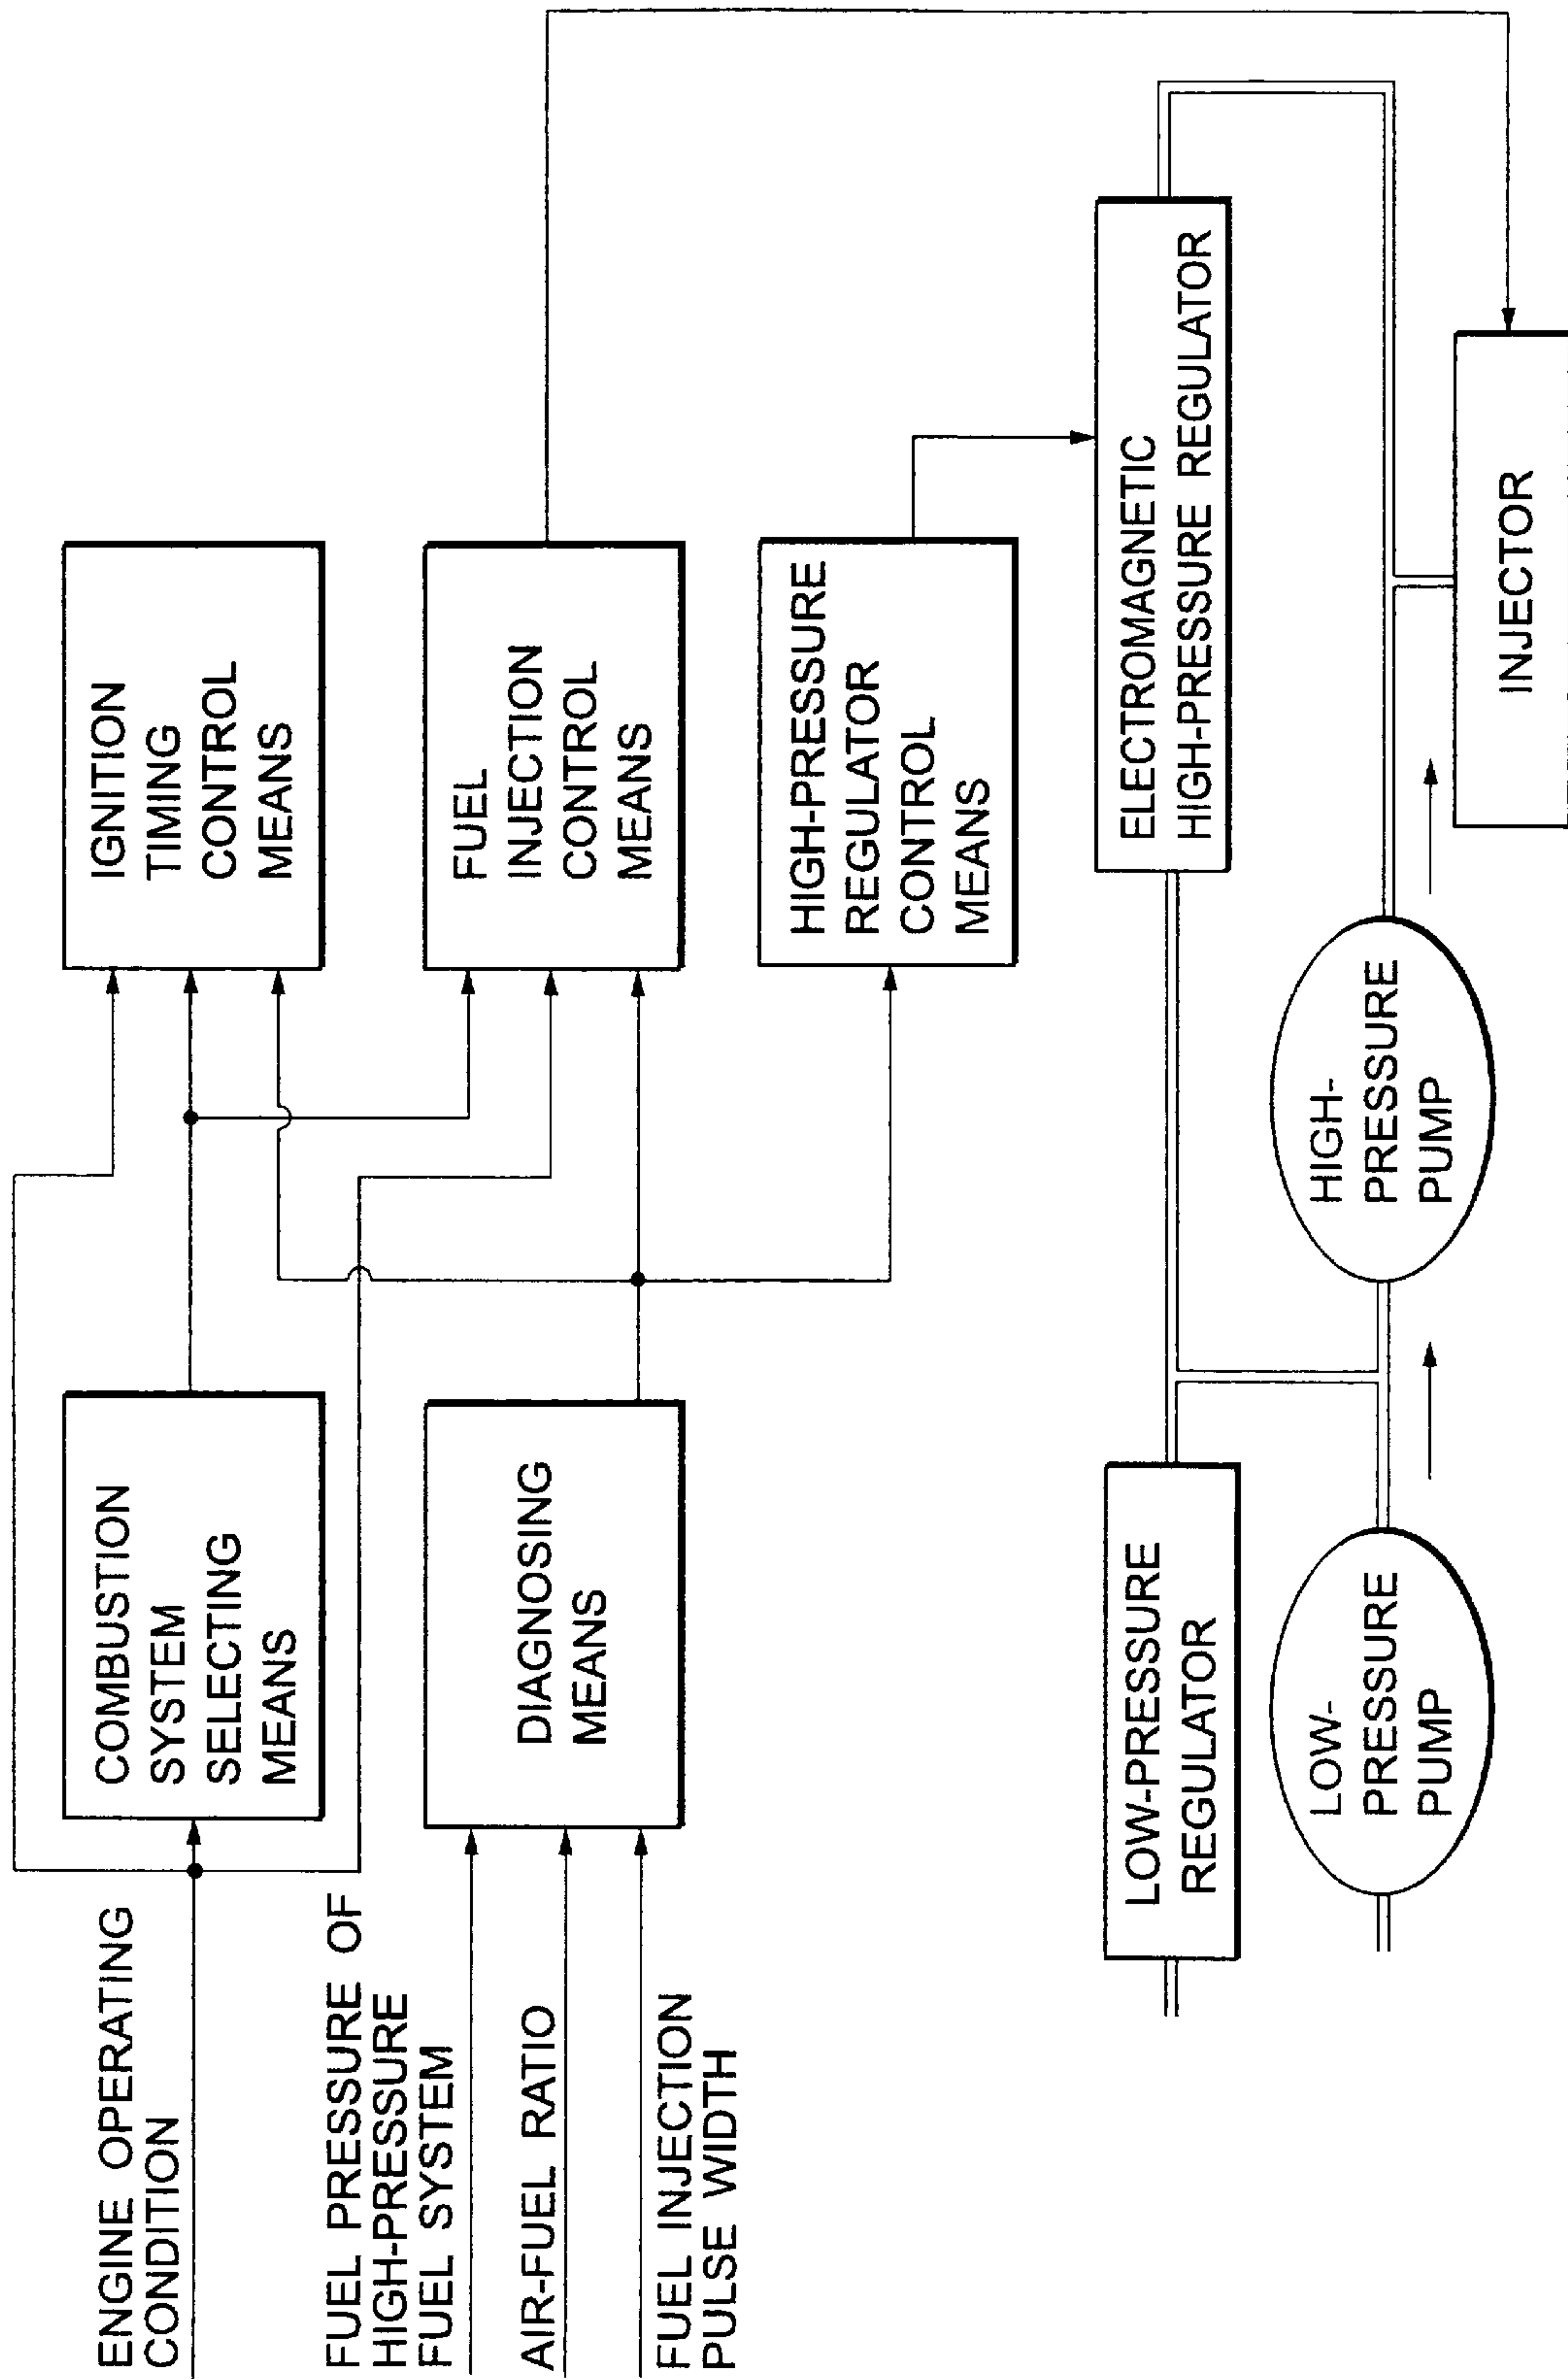 ENGINE OPERATING
CONDITION
COMBUSTION
SYSTEM
SELECTING
MEANS
IGNITION
TIMING
CONTROL
MEANS
FUEL PRESSURE OF
HIGH-PRESSURE
FUEL SYSTEM
AIR-FUEL RATIO
FUEL INJECTION
PULSE WIDTH
DIAGNOSING
MEANS
FUEL
INJECTION
CONTROL
MEANS
HIGH-PRESSURE
REGULATOR
CONTROL
MEANS
LOW-PRESSURE
REGULATOR
ELECTROMAGNETIC
HIGH-PRESSURE REGULATOR
LOW-
PRESSURE
PUMP
HIGH-
PRESSURE
PUMP
INJECTOR